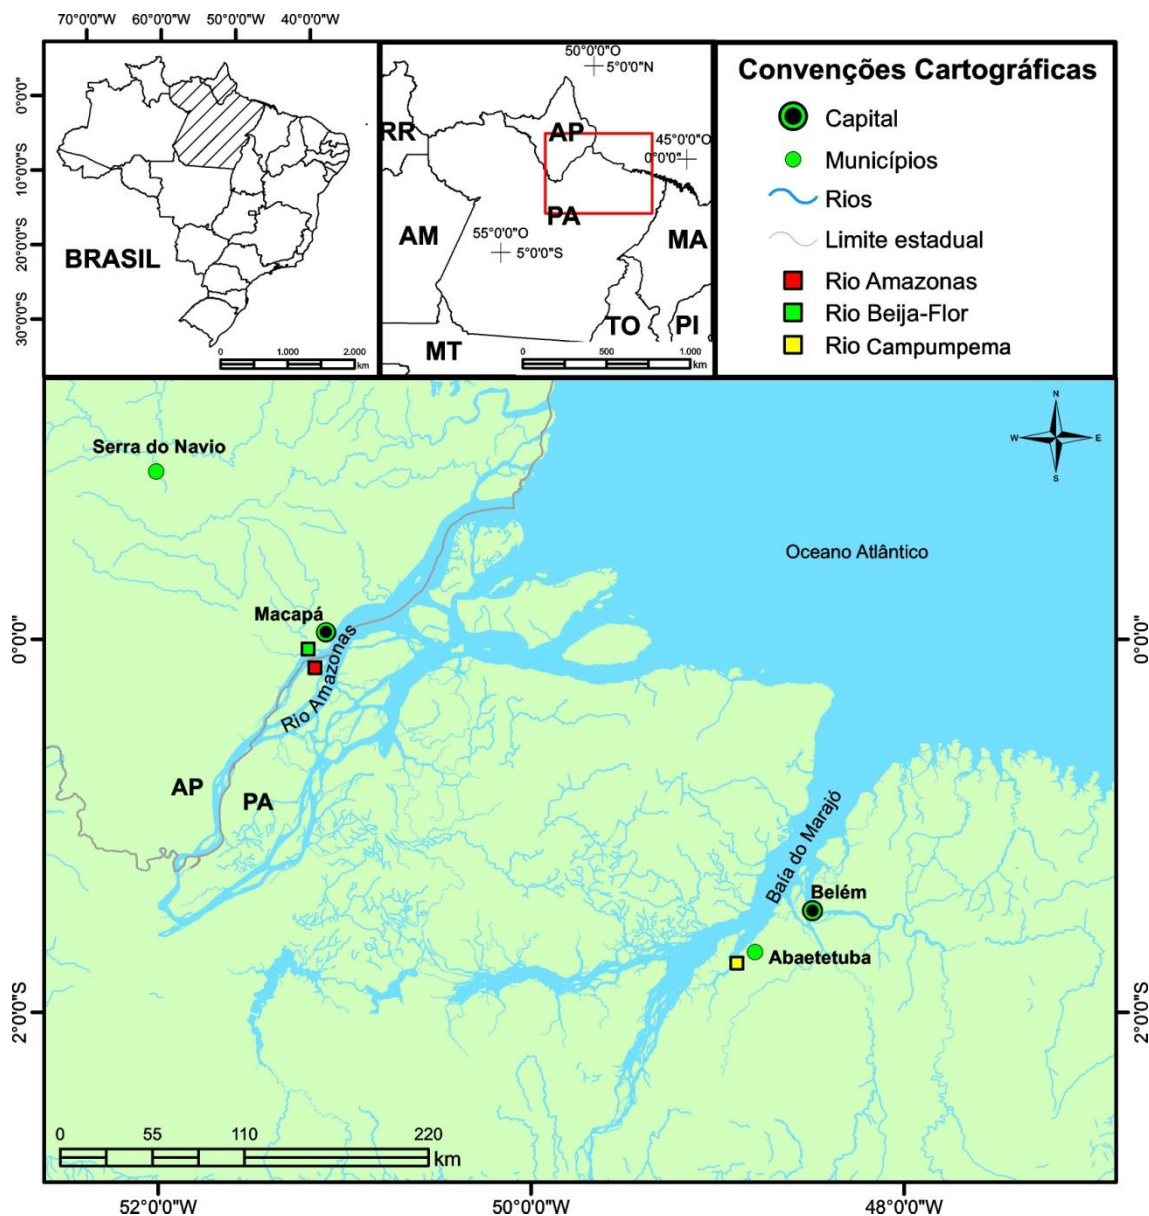 70°0'0"W 60°0'0"W 50°0'0"W 40°0'0"W
0°0'0"
10°0'0"S
20°0'0"S
30°0'0"S
BRASIL
0 1.000 2.000
km
50°0'0"O
5°0'0"N
RR
AP
45°0'0"O
0°0'0"
PA
AM
55°0'0"O
5°0'0"S
MA
TO
PI
MT
0 500 1.000
km
Convenções Cartográficas
Capital
Municípios
Rios
Limite estadual
Rio Amazonas
Rio Beija-Flor
Rio Campumpema
N
W E
S
Serra do Navio
Oceano Atlântico
Macapá
0°0'0"
0°0'0"
Rio Amazonas
AP
PA
Baía do Marajó
Belém
Abaetetuba
2°0'0"S
2°0'0"S
0 55 110 220
km
52°0'0"W 50°0'0"W 48°0'0"W